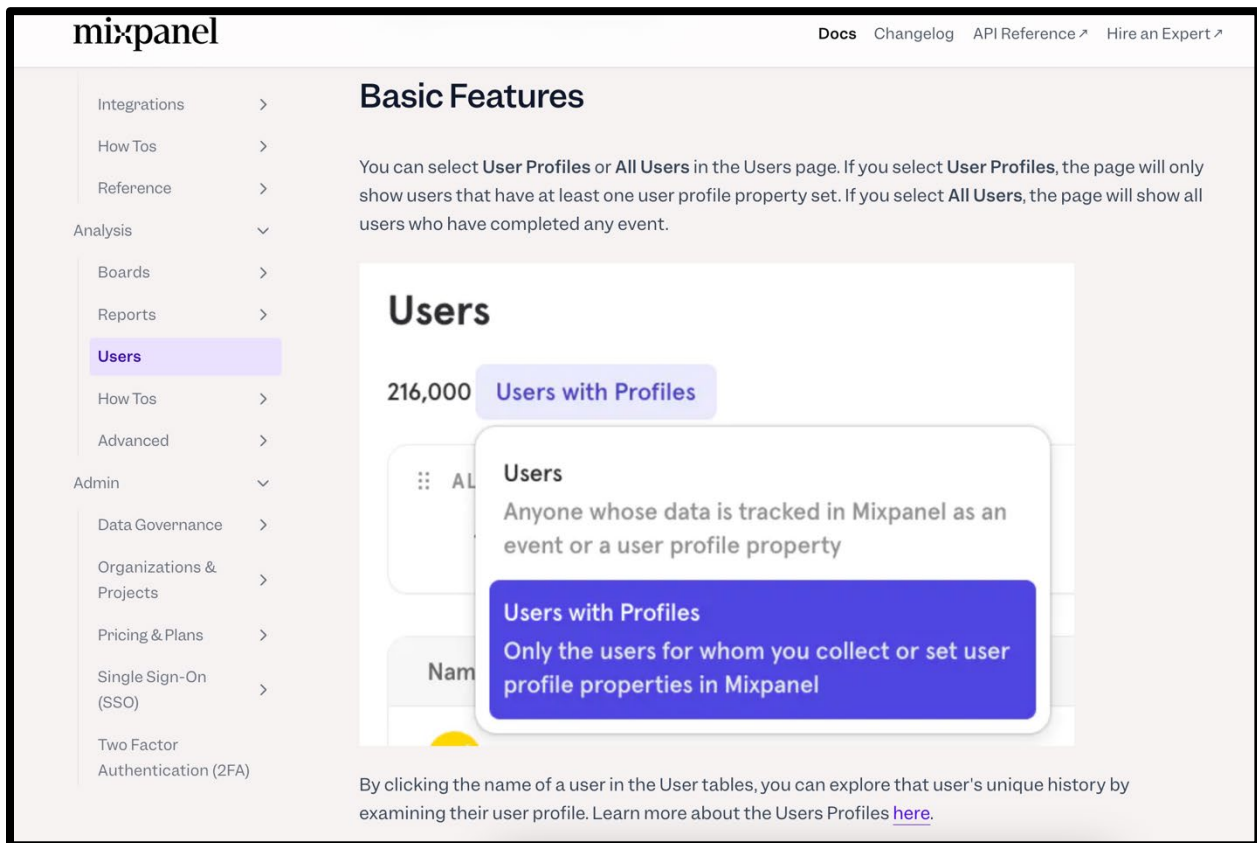 mixpanel
Docs Changelog API Reference↗ Hire an Expert↗
Integrations
How Tos
Reference
Analysis
Boards
Reports
Users
How Tos
Advanced
Admin
Data Governance
Organizations &
Projects
Pricing & Plans
Single Sign-On
(SSO)
Two Factor
Authentication (2FA)
Basic Features
You can select User Profiles or All Users in the Users page. If you select User Profiles, the page will only
show users that have at least one user profile property set. If you select All Users, the page will show all
users who have completed any event.
Users
216,000 Users with Profiles
AL
Users
Anyone whose data is tracked in Mixpanel as an
event or a user profile property
Users with Profiles
Only the users for whom you collect or set user
profile properties in Mixpanel
Nam
By clicking the name of a user in the User tables, you can explore that user's unique history by
examining their user profile. Learn more about the Users Profiles here.